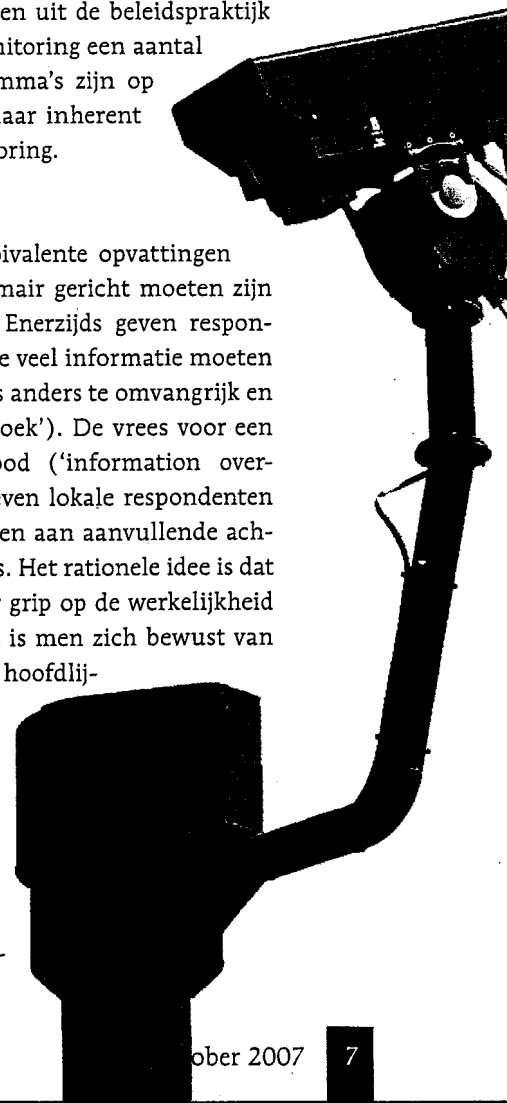 en uit de beleidspraktijk
nitoring een aantal
mma's zijn op
aar inherent
oring.
bivalente opvattingen
mair gericht moeten zijn
Enerzijds geven respon-
e veel informatie moeten
s anders te omvangrijk en
oek'). De vrees voor een
ood ('information over-
even lokale respondenten
en aan aanvullende ach-
s. Het rationele idee is dat
r grip op de werkelijkheid
is men zich bewust van
hoofdlij-
ober 2007 7